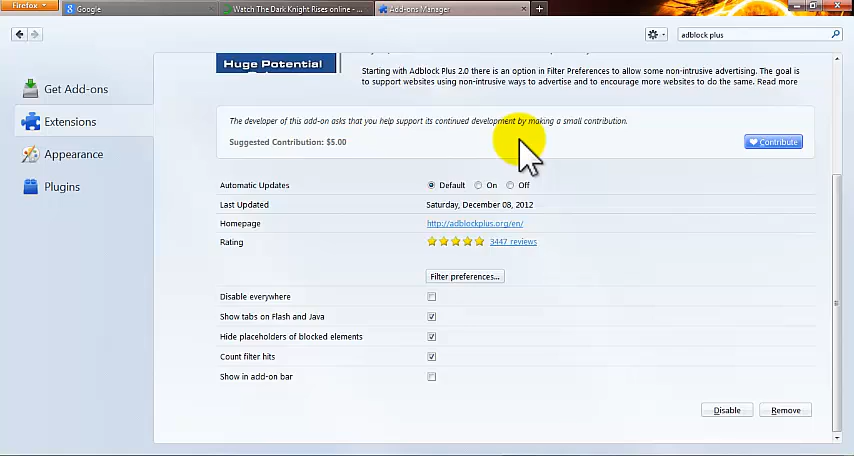 Firefox
Google
Watch The Dark Knight Rises online - ...
Add-ons Manager
adblock plus
Get Add-ons
Extensions
Appearance
Plugins
Huge Potential
Starting with Adblock Plus 2.0 there is an option in Filter Preferences to allow some non-intrusive advertising. The goal is
to support websites using non-intrusive ways to advertise and to encourage more websites to do the same. Read more
The developer of this add-on asks that you help support its continued development by making a small contribution.
Suggested Contribution: $5.00
Contribute
Automatic Updates
Default
On
Off
Last Updated
Saturday, December 08, 2012
Homepage
http://adblockplus.org/en/
Rating
3447 reviews
Filter preferences...
Disable everywhere
Show tabs on Flash and Java
Hide placeholders of blocked elements
Count filter hits
Show in add-on bar
Disable
Remove